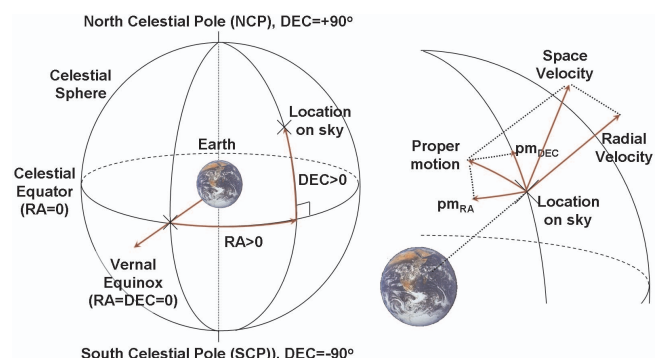 North Celestial Pole (NCP), DEC=+90º
Celestial
Sphere
Location
on sky
Earth
Celestial
Equator
(RA=0)
DEC>0
RA>0
Vernal
Equinox
(RA=DEC=0)
South Celestial Pole (SCP)), DEC=-90º
Space
Velocity
Proper
motion
pmDEC
Radial
Velocity
pmRA
Location
on sky